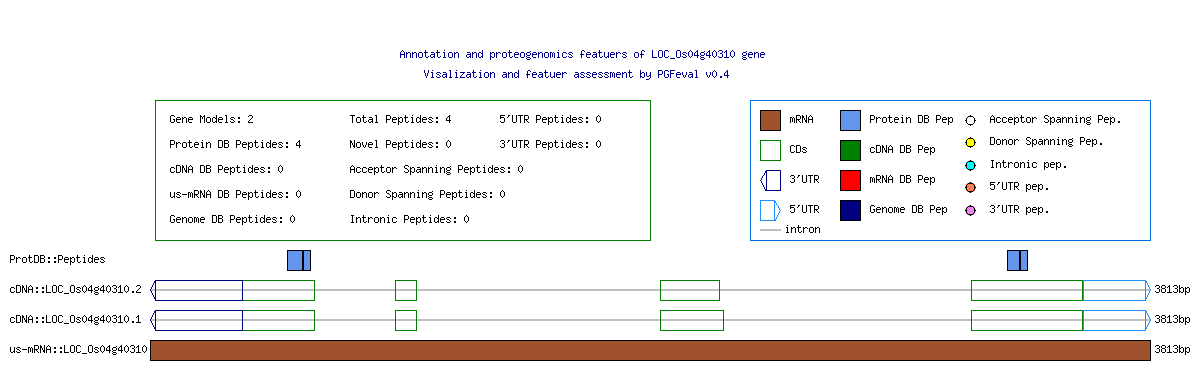 Annotation and proteogenomics featuers of LOC_Os04g40310 gene
Visalization and featuer assessment by PGFeval v0.4
Gene Models: 2 Total Peptides: 4 5'UTR Peptides: 0
Protein DB Peptides: 4 Novel Peptides: 0 3'UTR Peptides: 0
cDNA DB Peptides: 0 Acceptor Spanning Peptides: 0
us-mRNA DB Peptides: 0 Donor Spanning Peptides: 0
Genome DB Peptides: 0 Intronic Peptides: 0
mRNA Protein DB Pep Acceptor Spanning Pep.
CDs cDNA DB Pep Donor Spanning Pep.
3'UTR mRNA DB Pep Intronic pep.
5'UTR Genome DB Pep 5'UTR pep.
intron 3'UTR pep.
ProtDB::Peptides
cDNA::LOC_Os04g40310.2 3813bp
cDNA::LOC_Os04g40310.1 3813bp
us-mRNA::LOC_Os04g40310 3813bp